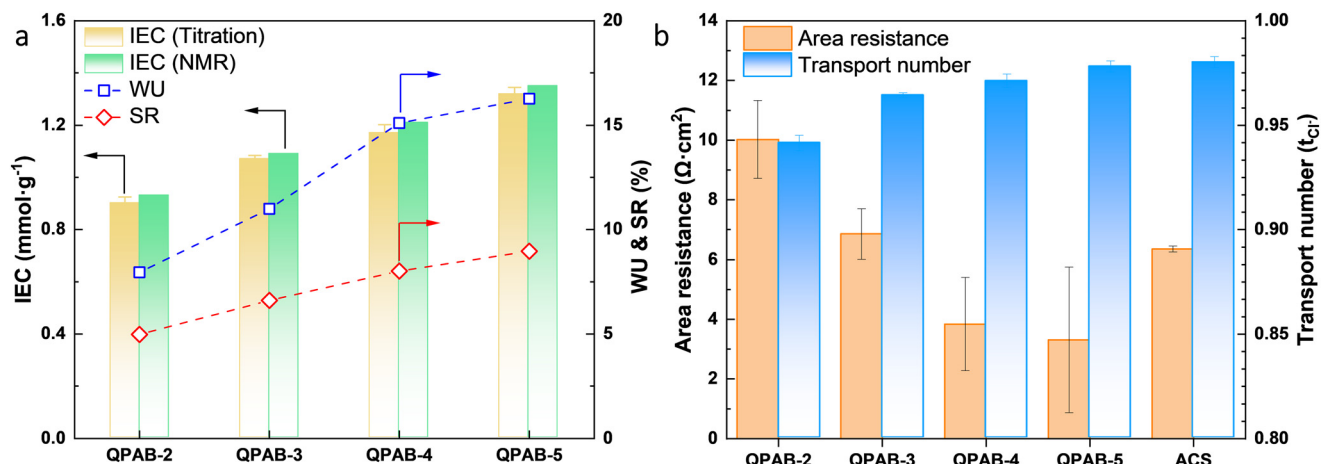 a
IEC (Titration)
IEC (NMR)
WU
SR
IEC (mmol·g⁻¹)
1.6
1.2
0.8
0.4
0.0
20
15
10
5
0
WU & SR (%)
QPAB-2 QPAB-3 QPAB-4 QPAB-5
b
Area resistance
Transport number
Area resistance (Ω·cm²)
14
12
10
8
6
4
2
0
1.00
0.95
0.90
0.85
0.80
Transport number (t_Cl⁻)
QPAB-2 QPAB-3 QPAB-4 QPAB-5 ACS